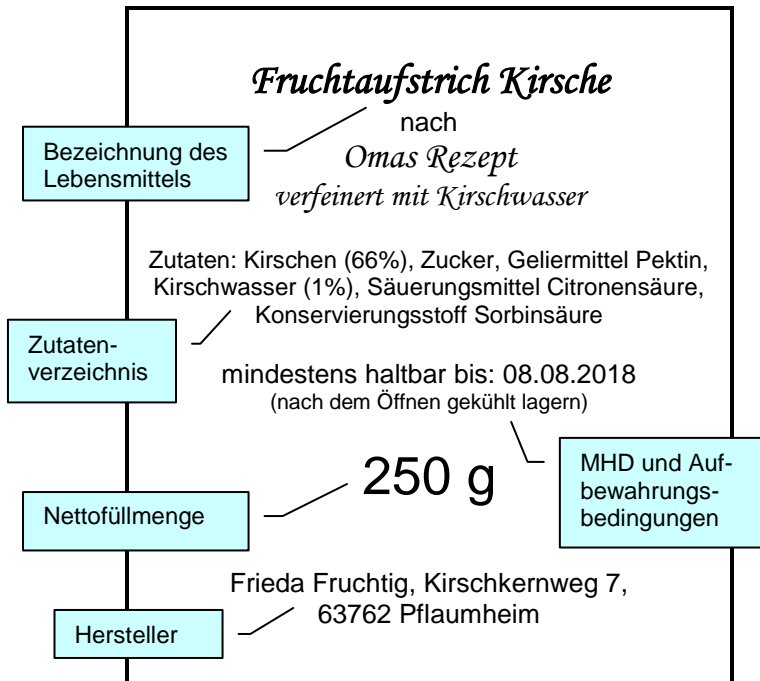 Fruchtaufstrich Kirsche
nach
Omas Rezept
verfeinert mit Kirschwasser
Bezeichnung des
Lebensmittels
Zutaten: Kirschen (66%), Zucker, Geliermittel Pektin,
Kirschwasser (1%), Säuerungsmittel Citronensäure,
Konservierungsstoff Sorbinsäure
Zutaten-
verzeichnis
mindestens haltbar bis: 08.08.2018
(nach dem Öffnen gekühlt lagern)
MHD und Auf-
bewahrungs-
bedingungen
250 g
Nettofüllmenge
Frieda Fruchtig, Kirschkernweg 7,
63762 Pflaumheim
Hersteller